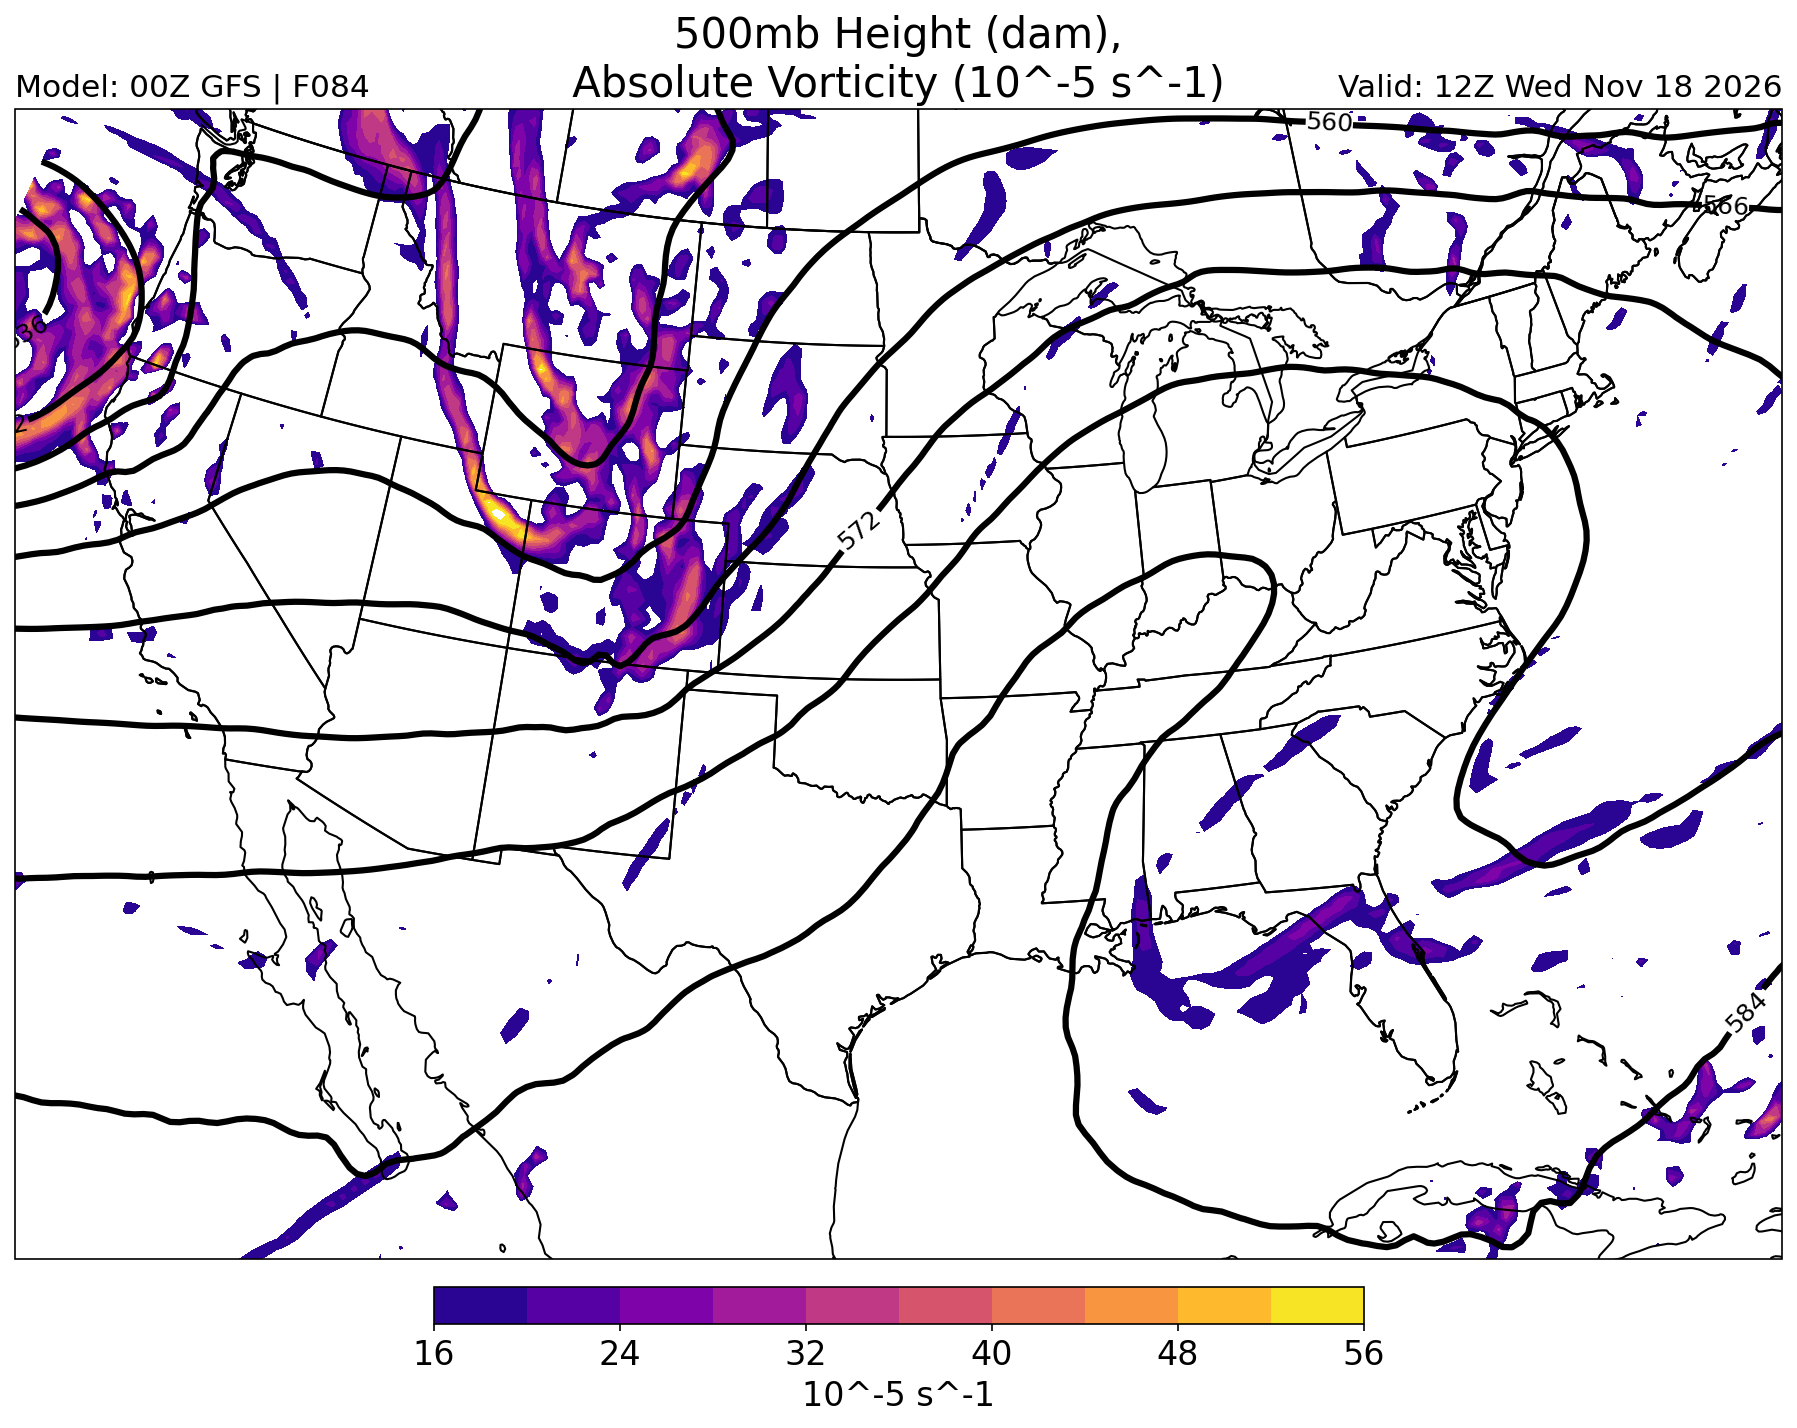 500mb Height (dam),
Model: 00Z GFS | F084
Absolute Vorticity (10^-5 s^-1)
Valid: 12Z Wed Nov 18 2026
560
566
572
584
16 24 32 40 48 56
10^-5 s^-1